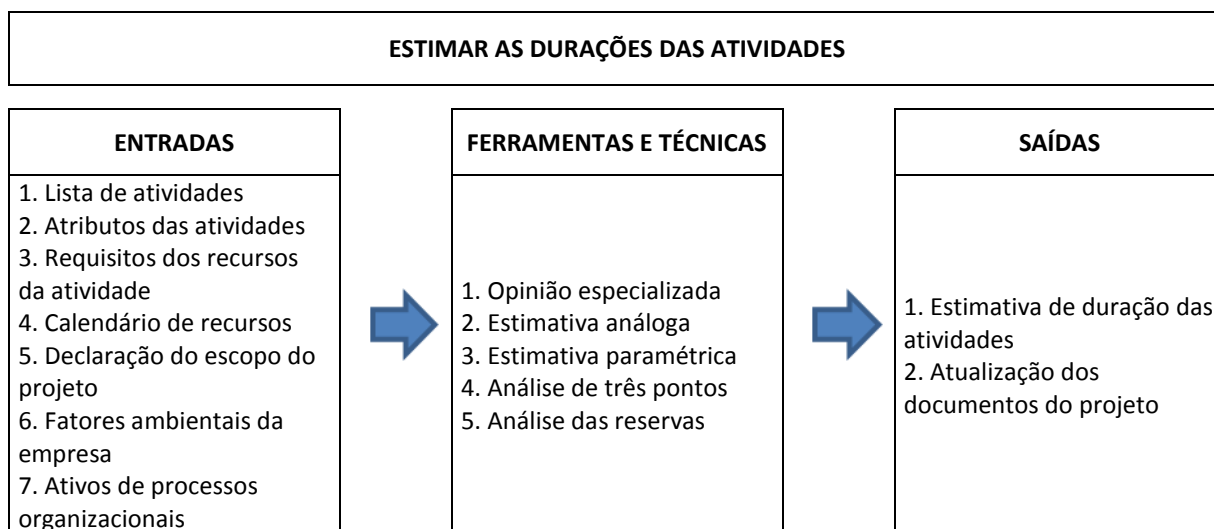 ESTIMAR AS DURAÇÕES DAS ATIVIDADES
ENTRADAS
1. Lista de atividades
2. Atributos das atividades
3. Requisitos dos recursos
da atividade
4. Calendário de recursos
5. Declaração do escopo do
projeto
6. Fatores ambientais da
empresa
7. Ativos de processos
organizacionais
FERRAMENTAS E TÉCNICAS
1. Opinião especializada
2. Estimativa análoga
3. Estimativa paramétrica
4. Análise de três pontos
5. Análise das reservas
SAÍDAS
1. Estimativa de duração das
atividades
2. Atualização dos
documentos do projeto